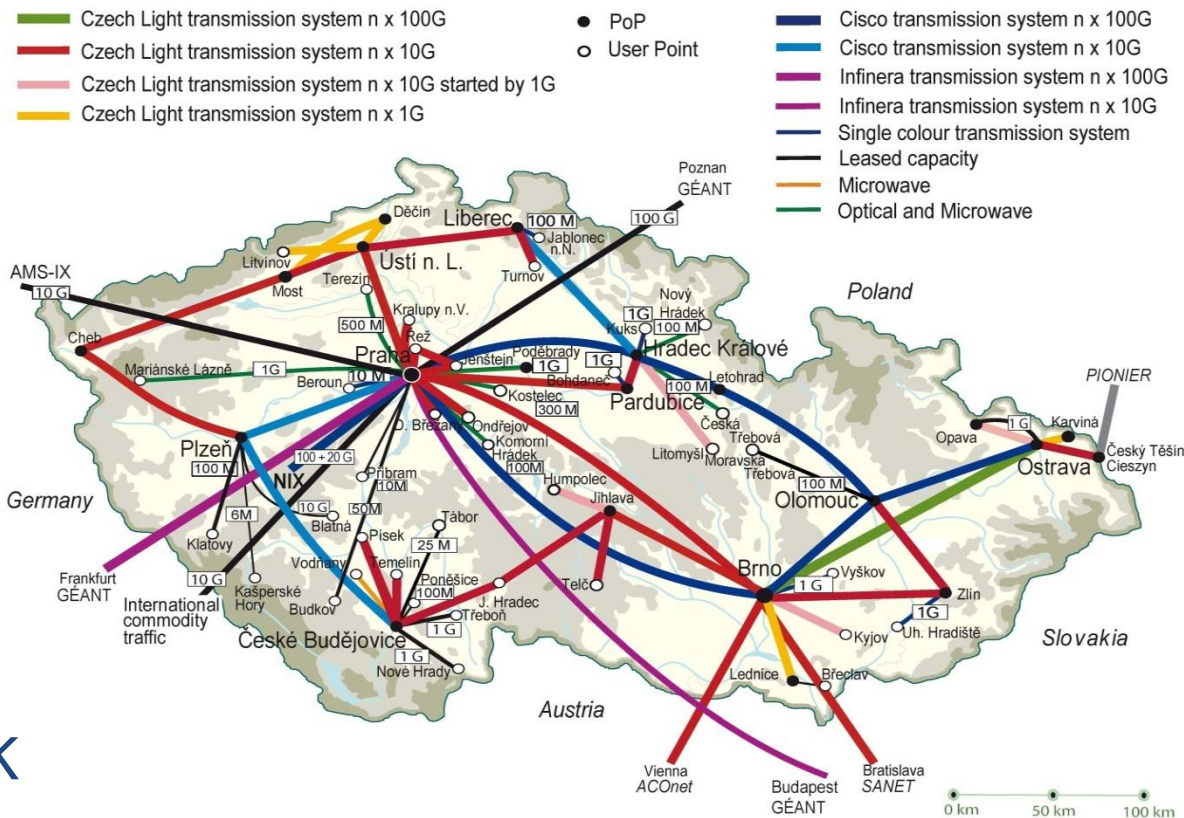 Czech Light transmission system n x 100G
Czech Light transmission system n x 10G
Czech Light transmission system n x 10G started by 1G
Czech Light transmission system n x 1G
PoP
User Point
Cisco transmission system n x 100G
Cisco transmission system n x 10G
Infinera transmission system n x 100G
Infinera transmission system n x 10G
Single colour transmission system
Leased capacity
Microwave
Optical and Microwave
Poznan
GÉANT
100 G
Děčín
Liberec
100 M
Jablonec
n.N.
Turnov
Litvínov
Ústí n. L.
AMS-IX
10 G
Most
Terezín
Kralupy n.V.
Řež
500 M
Nový
Hrádek
1G
Kuks
100 M
Poland
Cheb
Praha
Jenštejn
Poděbrady
1G
1G
Hradec Králové
Bohdaneč
Mariánské Lázně
1G
10 M
Beroun
Kostelec
300 M
Pardubice
100 M
Letohrad
PIONIER
D. Břežany
Ondřejov
Komorní
Hrádek
100M
Česká
Třebová
Litomyšl
Moravská
Třebová
Opava
1 G
Karviná
Český Těšín
Cieszyn
Ostrava
Plzeň
100 M
100 + 20 G
NIX
Příbram
10M
Humpolec
Jihlava
100 M
Olomouc
Germany
6M
10 G
Blatná
50M
Tábor
Klatovy
Písek
25 M
Brno
Vyškov
1 G
Frankfurt
GÉANT
10 G
International
commodity
traffic
Kašperské
Hory
Vodňany
Temelín
Poněšice
100M
Budkov
Telč
J. Hradec
Třeboň
1 G
Zlín
1G
Uh. Hradiště
Kyjov
České Budějovice
1 G
Nové Hrady
Slovakia
Lednice
Břeclav
Austria
K
Vienna
ACOnet
Budapest
GÉANT
Bratislava
SANET
0 km
50 km
100 km